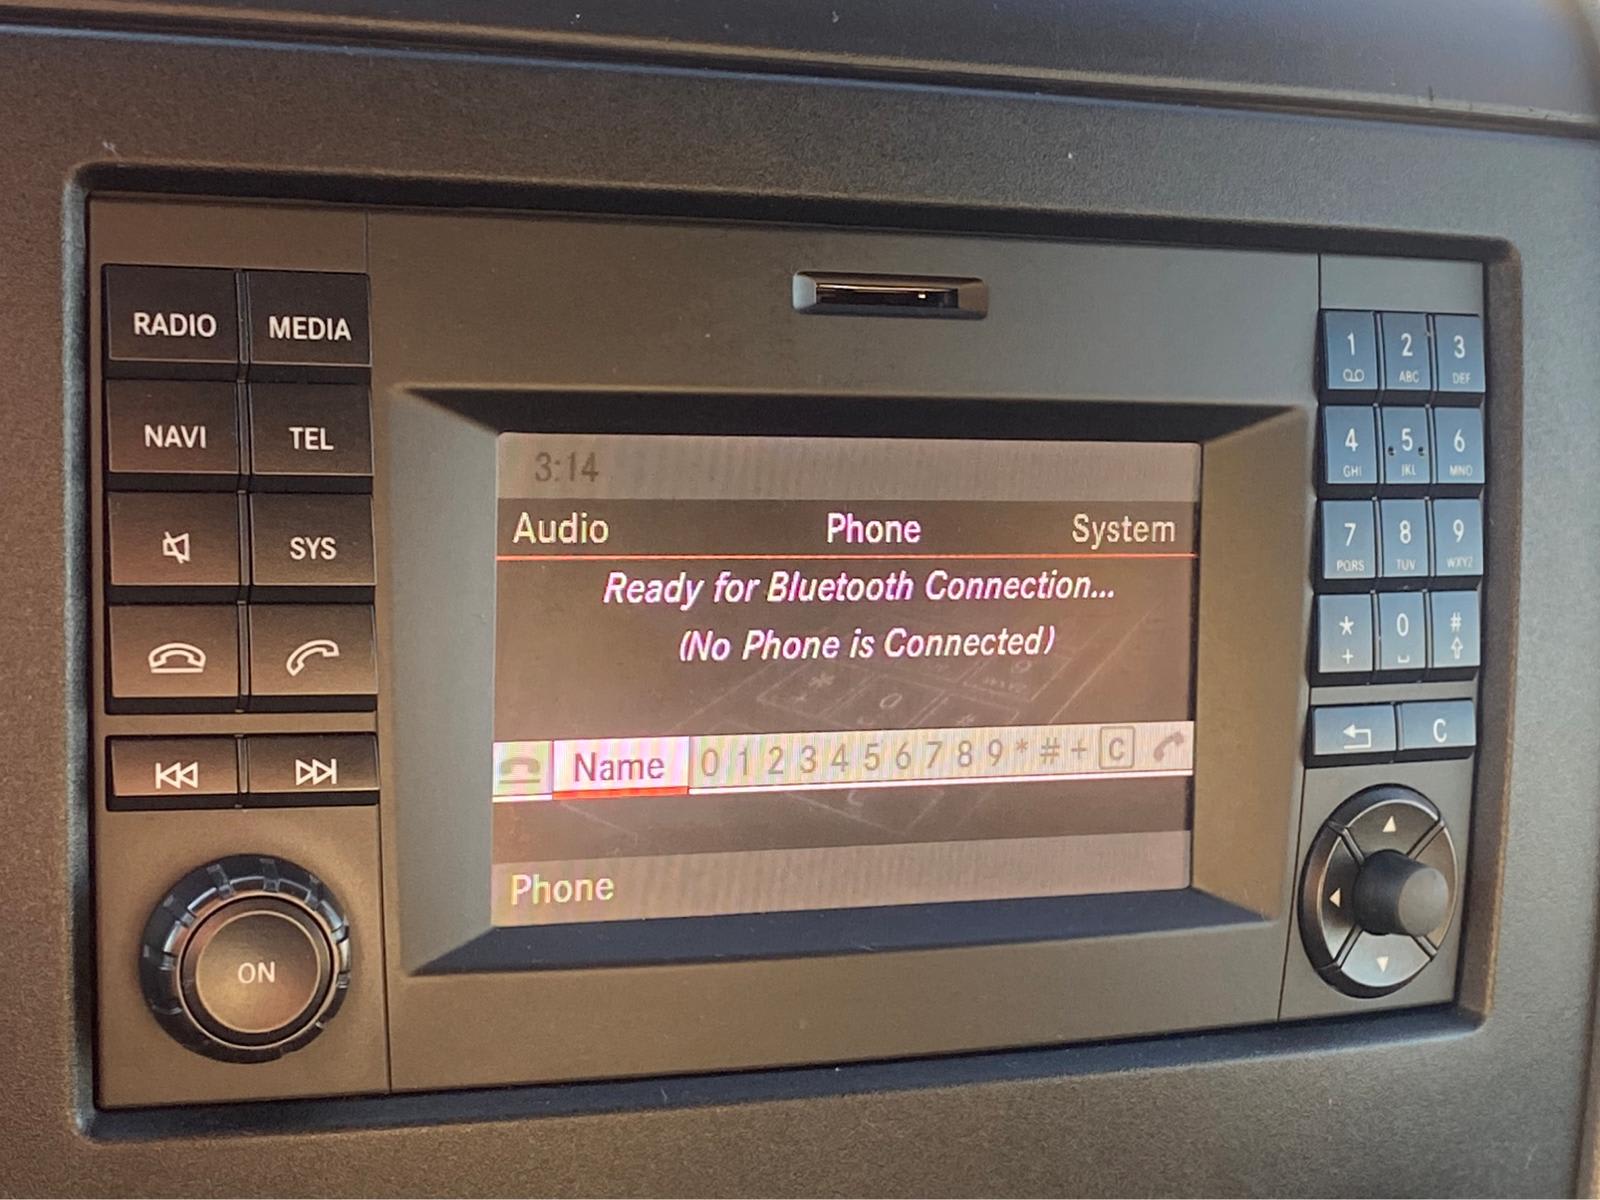 RADIO MEDIA
NAVI TEL
SYS
ON
3:14
Audio Phone System
Ready for Bluetooth Connection...
(No Phone is Connected)
Name 0 1 2 3 4 5 6 7 8 9 * # + C
Phone
1 2 3
ABC DEF
4 5 6
GHI JKL MNO
7 8 9
PQRS TUV WXYZ
* 0 #
+
C